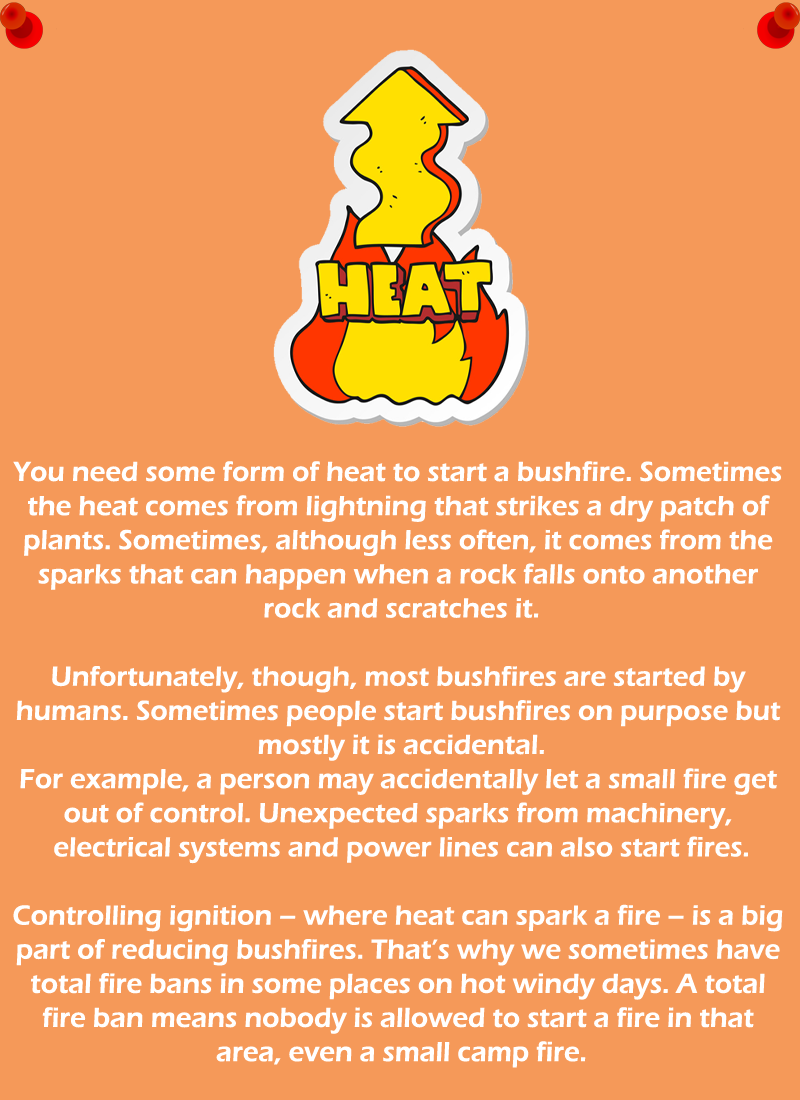 HEAT
You need some form of heat to start a bushfire. Sometimes
the heat comes from lightning that strikes a dry patch of
plants. Sometimes, although less often, it comes from the
sparks that can happen when a rock falls onto another
rock and scratches it.
Unfortunately, though, most bushfires are started by
humans. Sometimes people start bushfires on purpose but
mostly it is accidental.
For example, a person may accidentally let a small fire get
out of control. Unexpected sparks from machinery,
electrical systems and power lines can also start fires.
Controlling ignition – where heat can spark a fire – is a big
part of reducing bushfires. That's why we sometimes have
total fire bans in some places on hot windy days. A total
fire ban means nobody is allowed to start a fire in that
area, even a small camp fire.